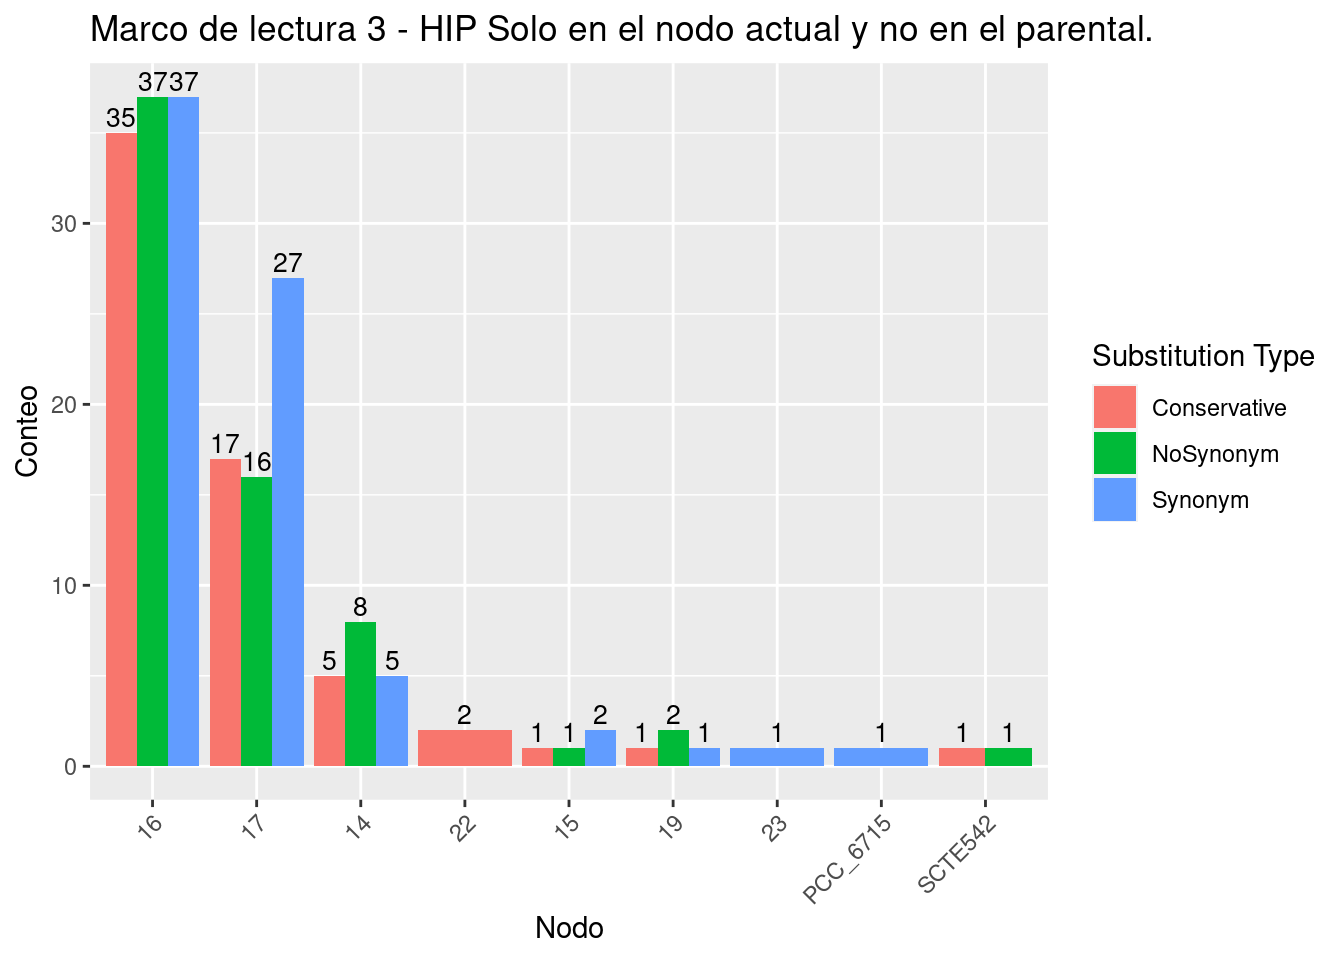 Marco de lectura 3 - HIP Solo en el nodo actual y no en el parental.
35 37 37
17 16 27
5 8 5
2
1 1 2
1 2 1
1
1
1 1
30
20
10
0
Conteo
16 17 14 22 15 19 23 PCC_6715 SCTE542
Nodo
Substitution Type
Conservative
NoSynonym
Synonym